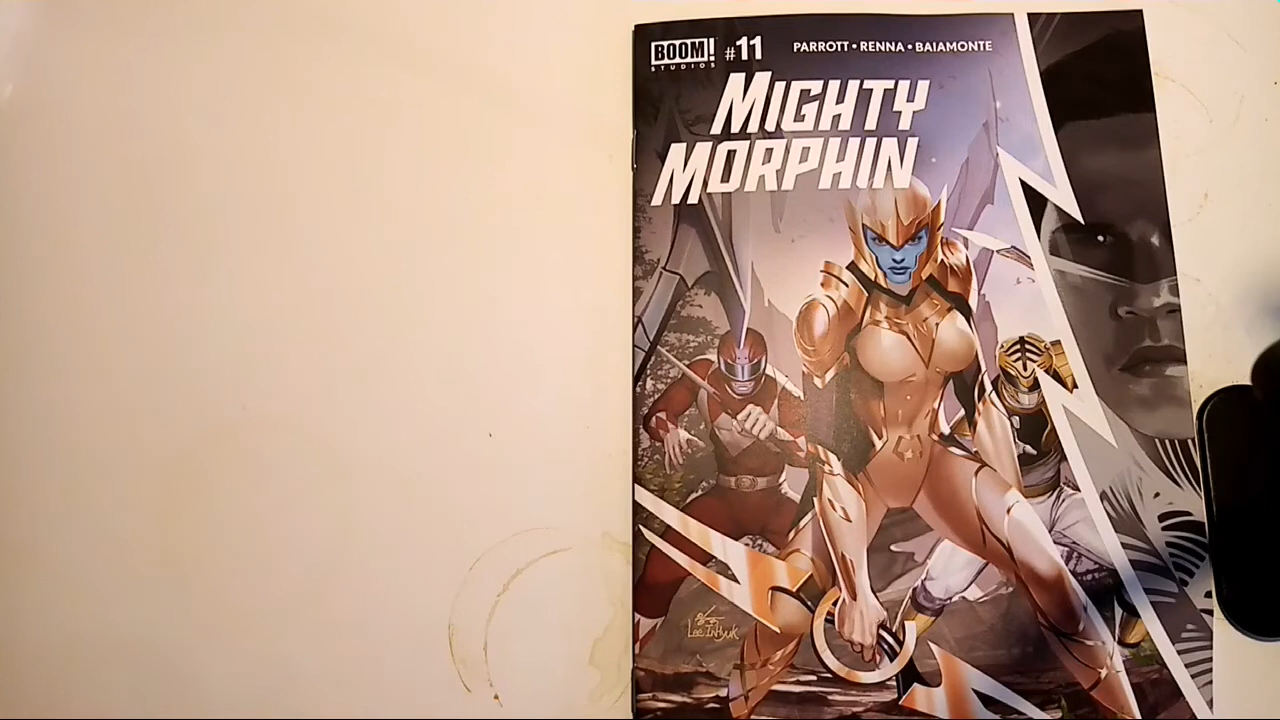 BOOM!
STUDIOS
#11
PARROTT • RENNA • BAIAMONTE
MIGHTY
MORPHIN
Lee InHyuk